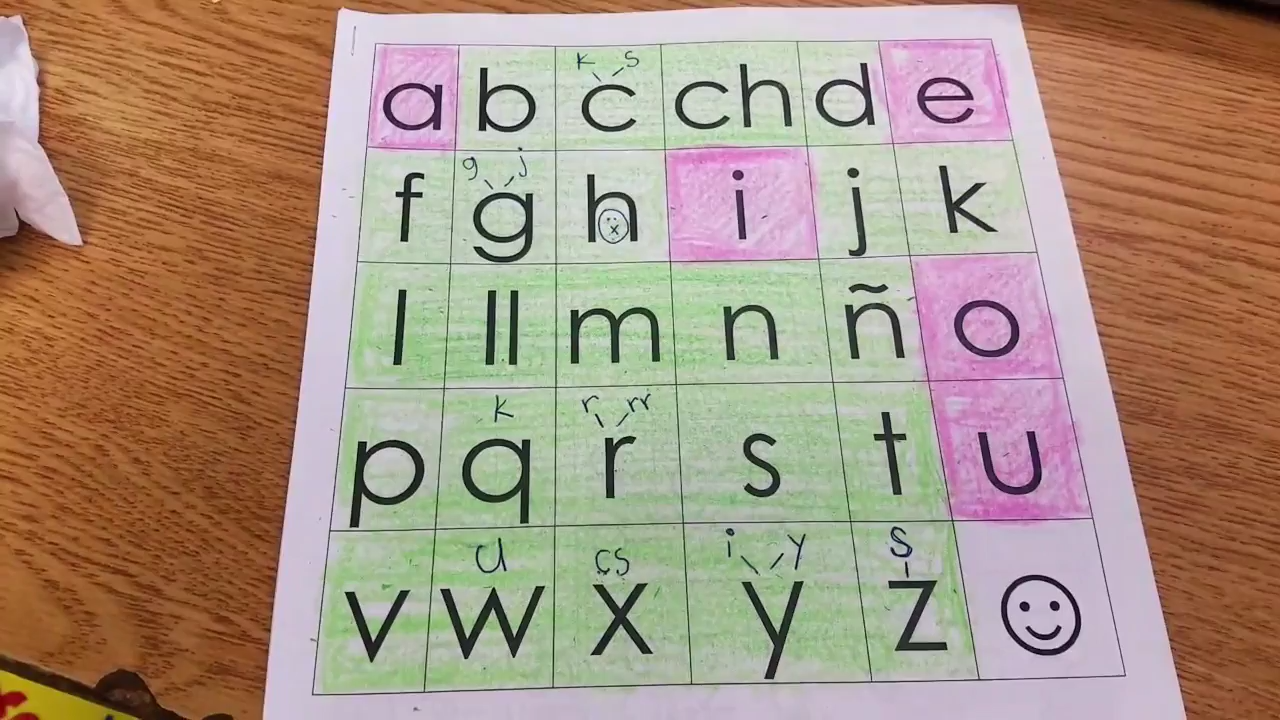 k s
a b c ch d e
g j
f g h i j k
l ll m n ñ o
k r rr
p q r s t u
u cs i y s
v w x y z